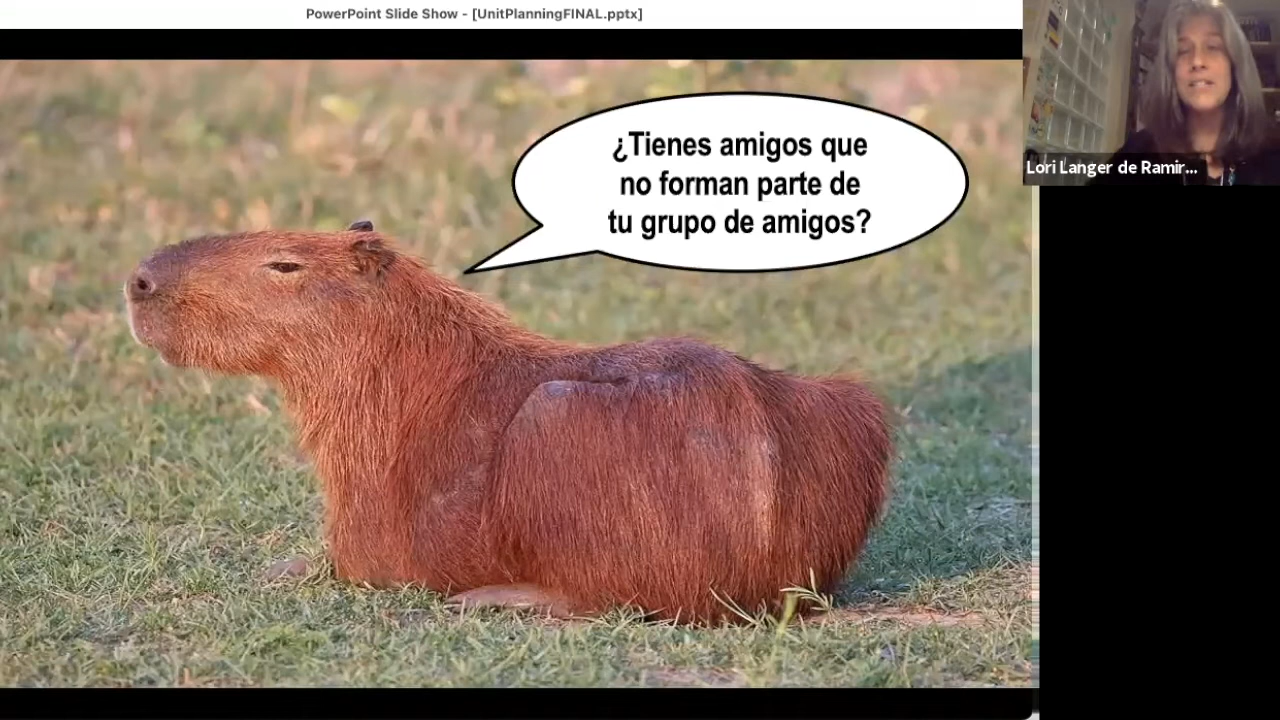 PowerPoint Slide Show - [UnitPlanningFINAL.pptx]
¿Tienes amigos que
no forman parte de
tu grupo de amigos?
Lori Langer de Ramir...